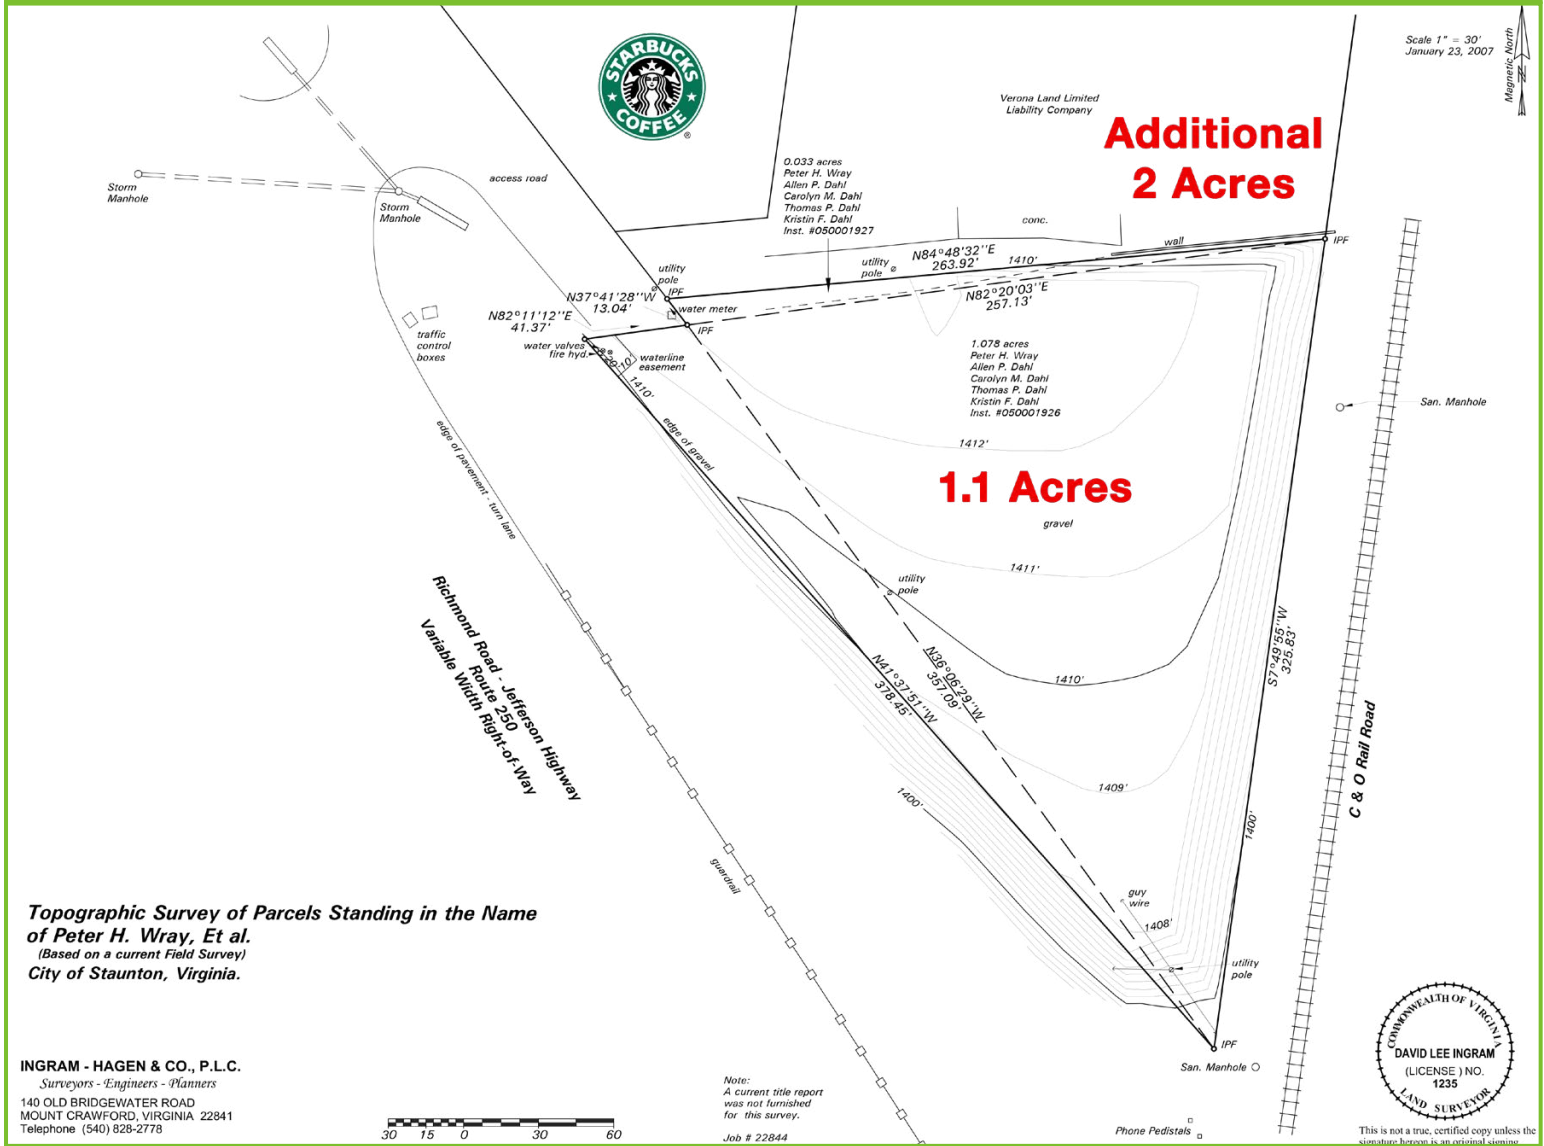 STARBUCKS
COFFEE
®
Scale 1" = 30'
January 23, 2007
Magnetic North
N
Verona Land Limited
Liability Company
Additional
2 Acres
0.033 acres
Peter H. Wray
Allen P. Dahl
Carolyn M. Dahl
Thomas P. Dahl
Kristin F. Dahl
Inst. #050001927
access road
Storm
Manhole
Storm
Manhole
conc.
wall
IPF
utility
pole
N84°48'32"E
263.92'
1410'
utility
pole
IPF
N37°41'28"W
13.04'
water meter
N82°20'03"E
257.13'
N82°11'12"E
41.37'
IPF
traffic
control
boxes
water valves
fire hyd.
waterline
easement
20'
10'
1410'
1.078 acres
Peter H. Wray
Allen P. Dahl
Carolyn M. Dahl
Thomas P. Dahl
Kristin F. Dahl
Inst. #050001926
San. Manhole
edge of gravel
edge of pavement - turn lane
1412'
1.1 Acres
gravel
1411'
utility
pole
Richmond Road - Jefferson Highway
Route 250
Variable Width Right-of-Way
N41°37'51"W
378.45'
N36°06'29"W
357.09'
S7°49'55"W
325.83'
1410'
C & O Rail Road
1409'
1400'
1400'
guardrail
guy
wire
1408'
utility
pole
IPF
San. Manhole
Topographic Survey of Parcels Standing in the Name
of Peter H. Wray, Et al.
(Based on a current Field Survey)
City of Staunton, Virginia.
INGRAM - HAGEN & CO., P.L.C.
Surveyors - Engineers - Planners
140 OLD BRIDGEWATER ROAD
MOUNT CRAWFORD, VIRGINIA 22841
Telephone (540) 828-2778
30 15 0 30 60
Note:
A current title report
was not furnished
for this survey.
Job # 22844
Phone Pedistals
COMMONWEALTH OF VIRGINIA
DAVID LEE INGRAM
(LICENSE ) NO.
1235
LAND SURVEYOR
This is not a true, certified copy unless the
signature hereon is an original signing.